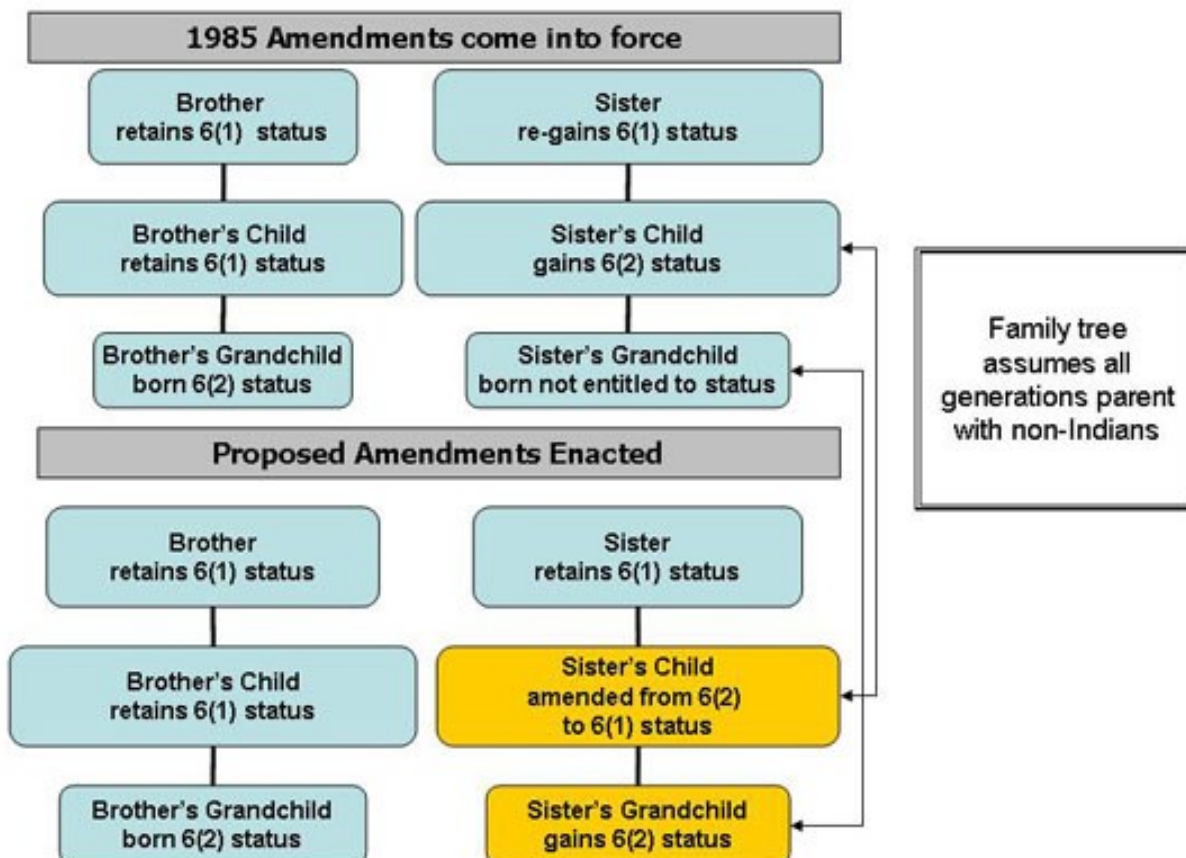 1985 Amendments come into force
Brother
retains 6(1) status
Sister
re-gains 6(1) status
Brother's Child
retains 6(1) status
Sister's Child
gains 6(2) status
Brother's Grandchild
born 6(2) status
Sister's Grandchild
born not entitled to status
Family tree
assumes all
generations parent
with non-Indians
Proposed Amendments Enacted
Brother
retains 6(1) status
Sister
retains 6(1) status
Brother's Child
retains 6(1) status
Sister's Child
amended from 6(2)
to 6(1) status
Brother's Grandchild
born 6(2) status
Sister's Grandchild
gains 6(2) status